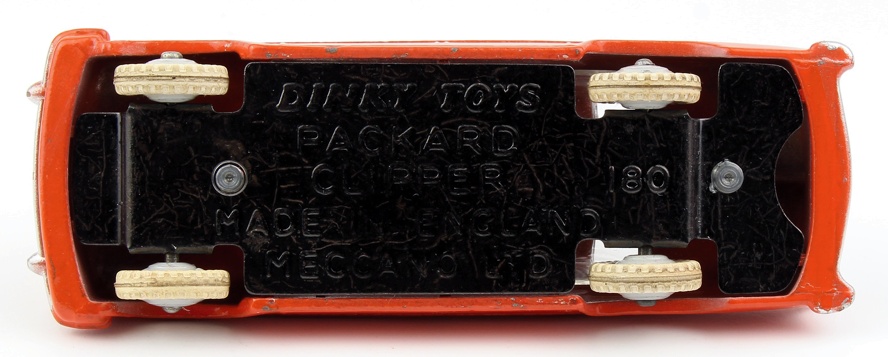 DINKY TOYS
PACKARD
CLIPPER 180
MADE IN ENGLAND
MECCANO LTD